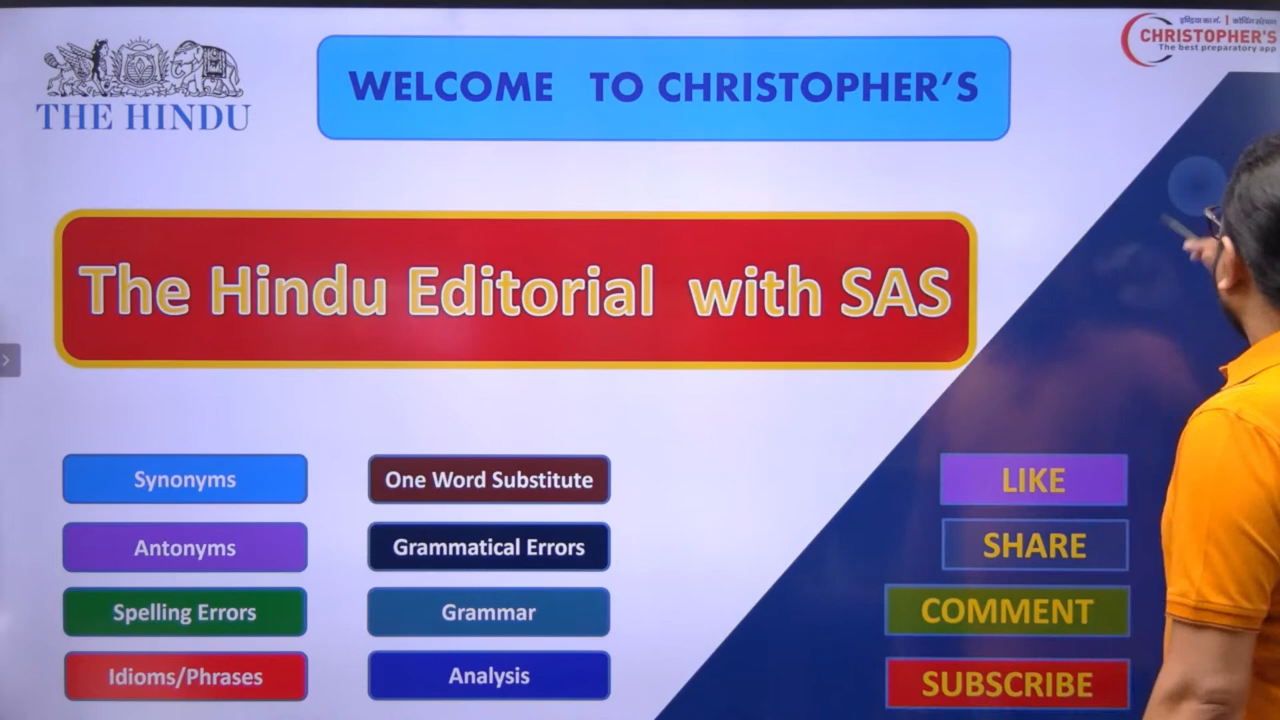 THE HINDU
WELCOME TO CHRISTOPHER'S
CHRISTOPHER'S
The best preparatory app
The Hindu Editorial with SAS
Synonyms
One Word Substitute
Antonyms
Grammatical Errors
Spelling Errors
Grammar
Idioms/Phrases
Analysis
LIKE
SHARE
COMMENT
SUBSCRIBE